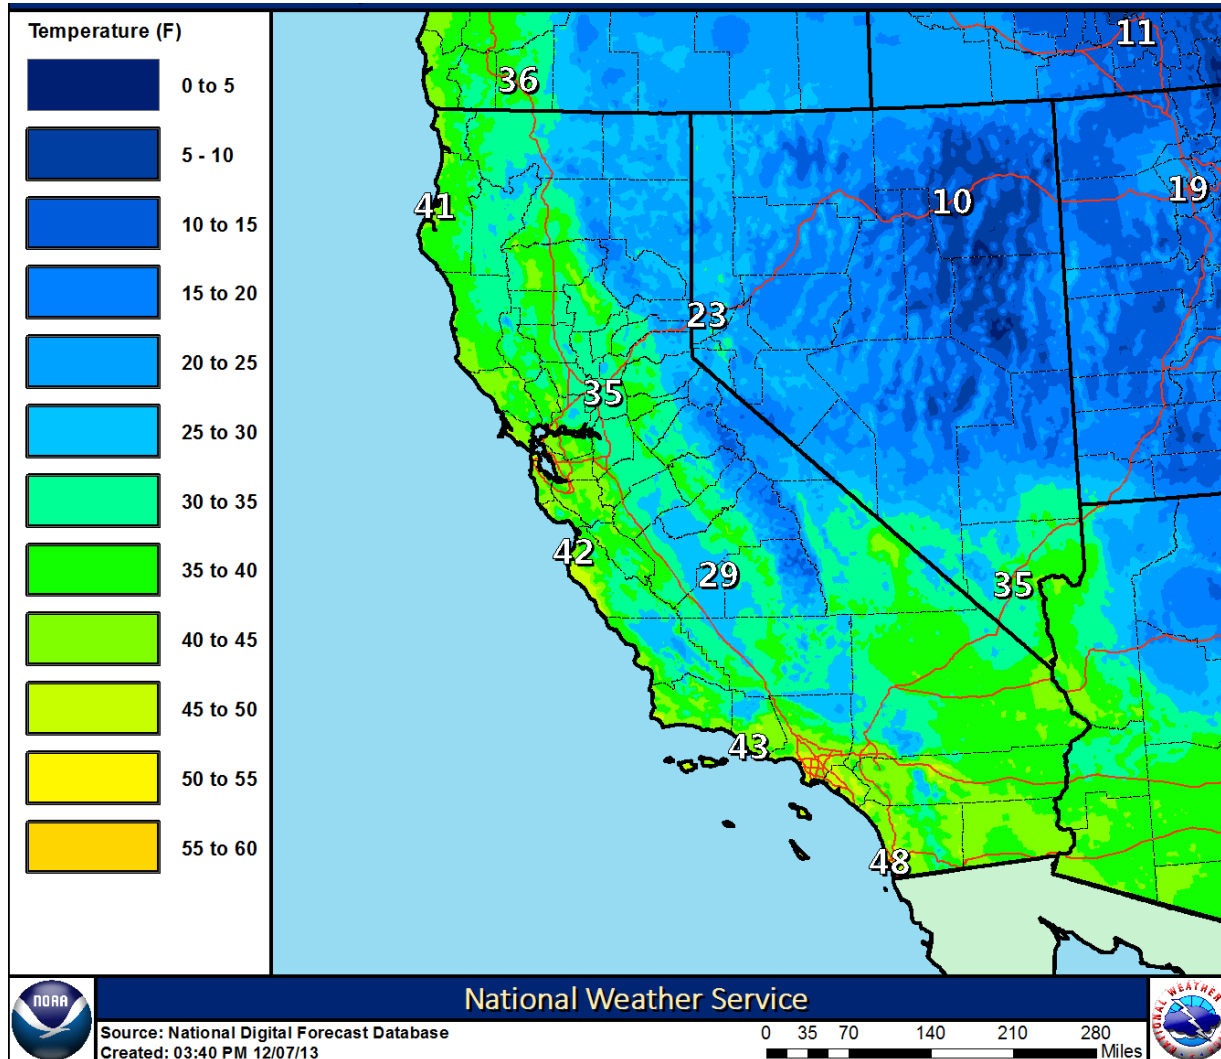 Temperature (F)
0 to 5
5 - 10
10 to 15
15 to 20
20 to 25
25 to 30
30 to 35
35 to 40
40 to 45
45 to 50
50 to 55
55 to 60
11
36
41
10
19
23
35
42
29
35
43
48
NOAA
National Weather Service
Source: National Digital Forecast Database
Created: 03:40 PM 12/07/13
0 35 70 140 210 280
Miles
NATIONAL WEATHER